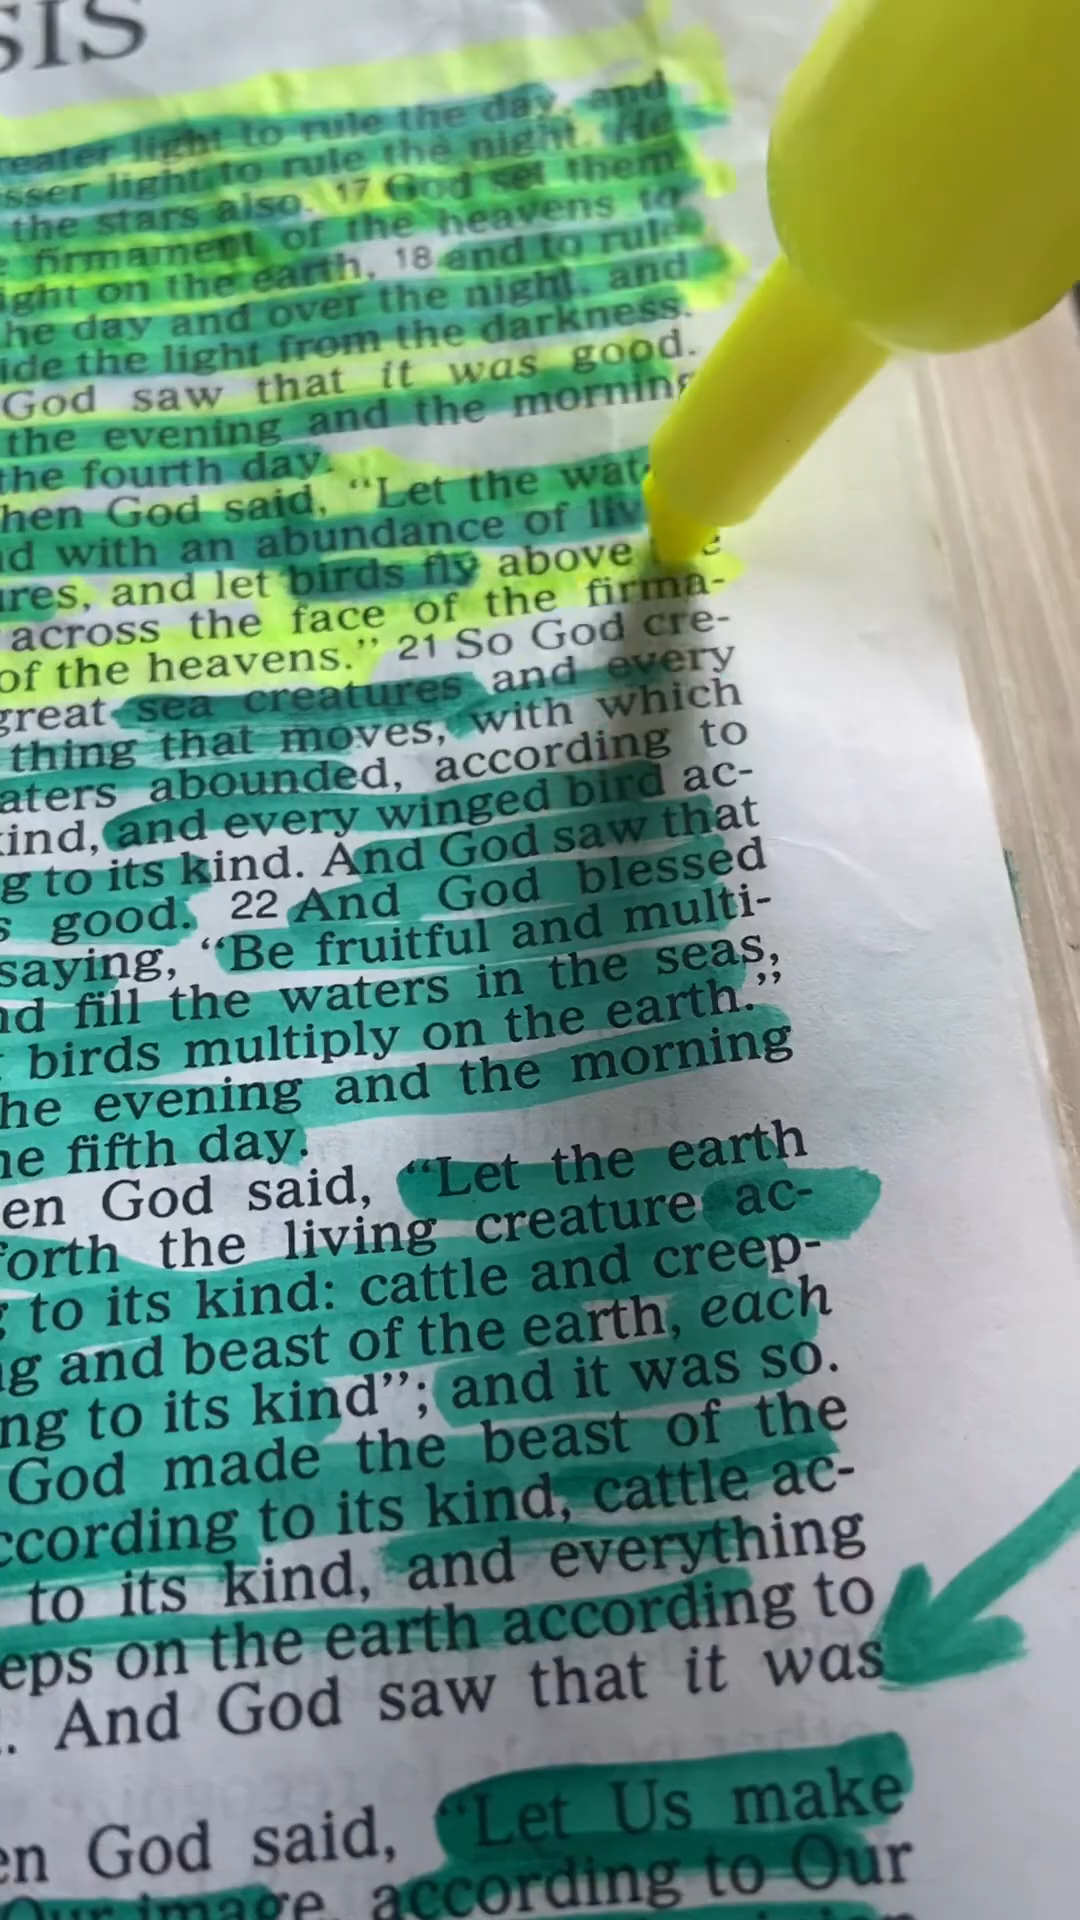 SIS
eater light to rule the day, and
sser light to rule the night. He
the stars also. 17 God set them
firmament of the heavens to
ight on the earth, 18 and to rule
he day and over the night, and
ide the light from the darkness.
God saw that it was good.
the evening and the morning
the fourth day.
hen God said, “Let the wat
nd with an abundance of liv
ures, and let birds fly above
across the face of the firma-
of the heavens.” 21 So God cre-
great sea creatures and every
thing that moves, with which
aters abounded, according to
kind, and every winged bird ac-
g to its kind. And God saw that
s good. 22 And God blessed
saying, “Be fruitful and multi-
nd fill the waters in the seas,
birds multiply on the earth.”
he evening and the morning
he fifth day.
en God said, “Let the earth
forth the living creature ac-
g to its kind: cattle and creep-
ng and beast of the earth, each
ng to its kind”; and it was so.
God made the beast of the
ccording to its kind, cattle ac-
to its kind, and everything
eps on the earth according to
. And God saw that it was
en God said, “Let Us make
Our image, according to Our